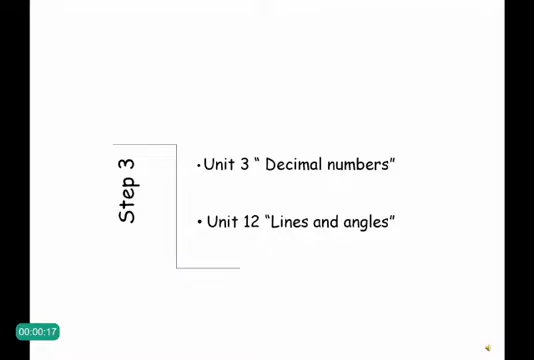 Step 3
• Unit 3 “ Decimal numbers”
• Unit 12 “Lines and angles”
00:00:17